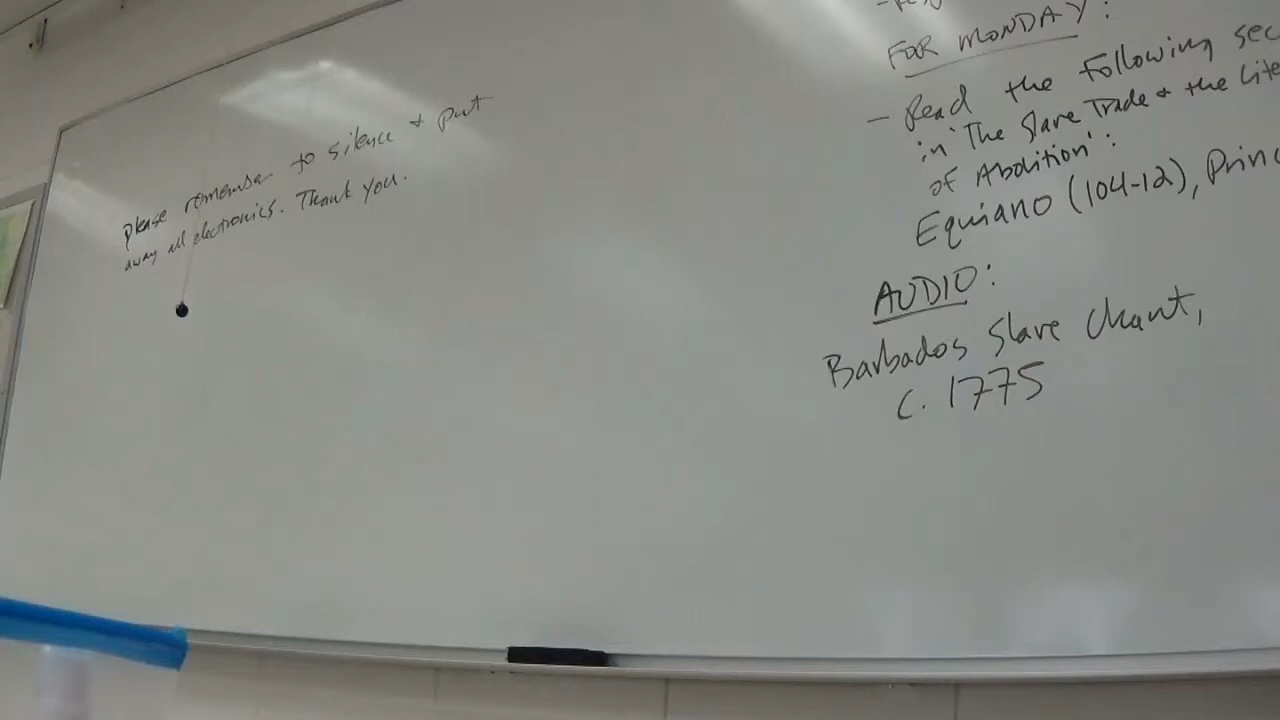 please remember to silence + put
away all electronics. Thank you.
FOR MONDAY:
- Read the following sec
in 'The Slave Trade + the Lite
of Abolition':
Equiano (104-12), Princ
AUDIO:
Barbados Slave Chant,
c. 1775